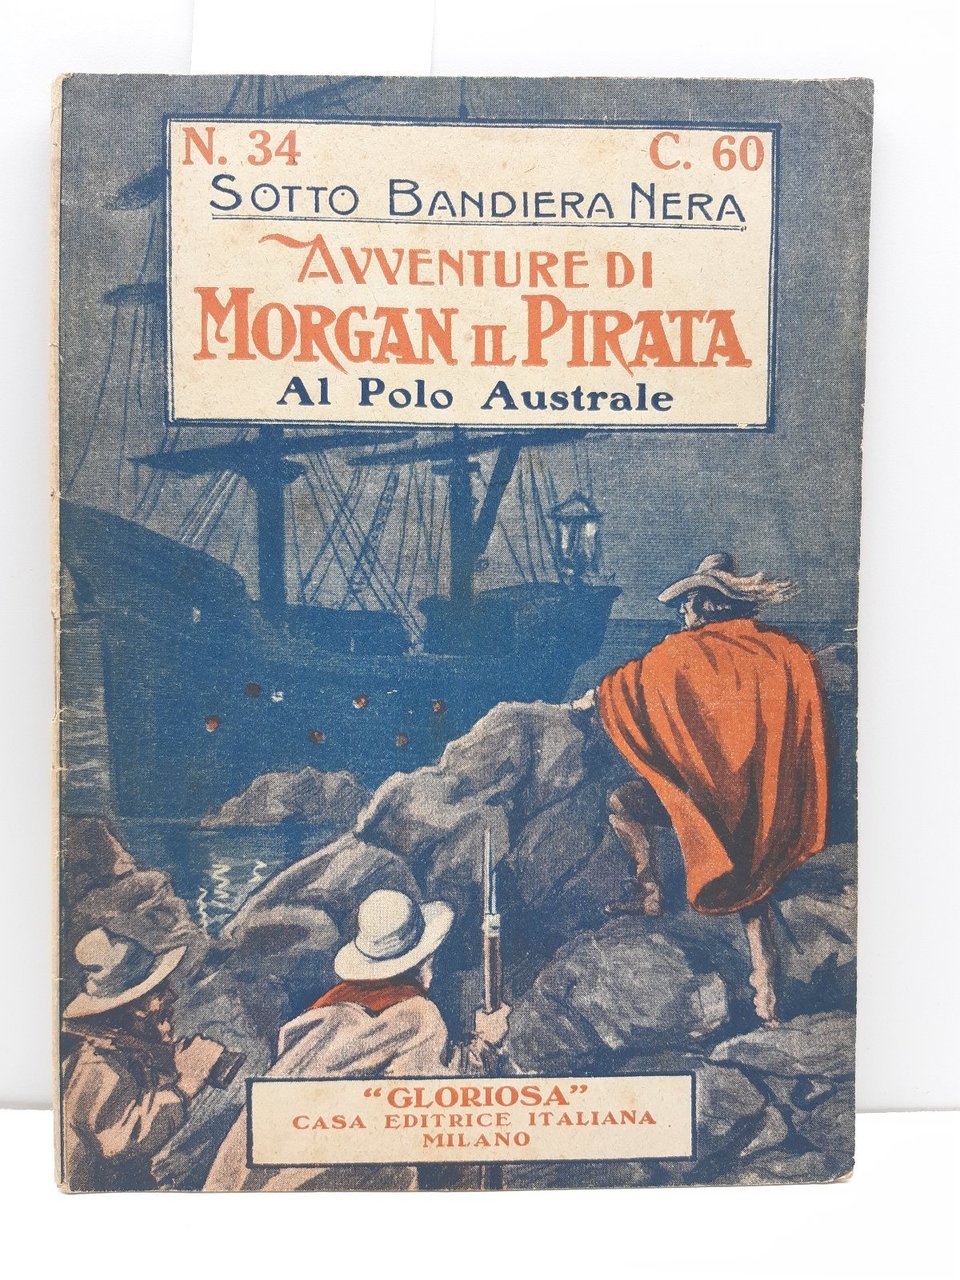 N. 34 C. 60
SOTTO BANDIERA NERA
AVVENTURE DI
MORGAN IL PIRATA
Al Polo Australe
"GLORIOSA"
CASA EDITRICE ITALIANA
MILANO